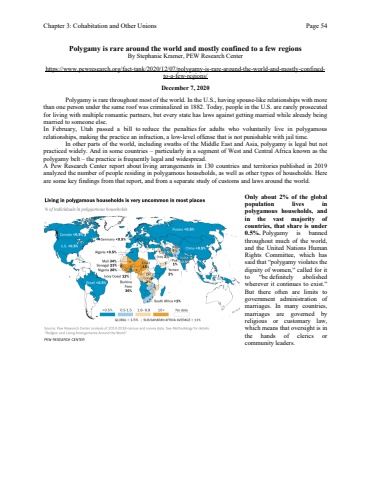 Chapter 3: Cohabitation and Other Unions Page 54
Polygamy is rare around the world and mostly confined to a few regions
By Stephanie Kramer, PEW Research Center
https://www.pewresearch.org/fact-tank/2020/12/07/polygamy-is-rare-around-the-world-and-mostly-confined-
to-a-few-regions/
December 7, 2020
Polygamy is rare throughout most of the world. In the U.S., having spouse-like relationships with more
than one person under the same roof was criminalized in 1882. Today, people in the U.S. are rarely prosecuted
for living with multiple romantic partners, but every state has laws against getting married while already being
married to someone else.
In February, Utah passed a bill to reduce the penalties for adults who voluntarily live in polygamous
relationships, making the practice an infraction, a low-level offense that is not punishable with jail time.
In other parts of the world, including swaths of the Middle East and Asia, polygamy is legal but not
practiced widely. And in some countries – particularly in a segment of West and Central Africa known as the
polygamy belt – the practice is frequently legal and widespread.
A Pew Research Center report about living arrangements in 130 countries and territories published in 2019
analyzed the number of people residing in polygamous households, as well as other types of households. Here
are some key findings from that report, and from a separate study of customs and laws around the world.
Living in polygamous households is very uncommon in most places
% of individuals in polygamous households
Canada <0.5%
Russia <0.5%
Germany <0.5%
U.S. <0.5%
China <0.5%
Algeria <0.5%
Mali 34%
Senegal 23%
Nigeria 28%
Yemen
2%
Ivory Coast 12%
Burkina
Faso
36%
Brazil <0.5%
South Africa <1%
<0.5% 0.5-1.0 1.0-9.9 10+ No data
Source: Pew Research Center analysis of 2010-2018 census and survey data. See Methodology for details.
"Religion and Living Arrangements Around the World"
PEW RESEARCH CENTER
Only about 2% of the global
population lives in
polygamous households, and
in the vast majority of
countries, that share is under
0.5%. Polygamy is banned
throughout much of the world,
and the United Nations Human
Rights Committee, which has
said that "polygamy violates the
dignity of women," called for it
to "be definitely abolished
wherever it continues to exist."
But there often are limits to
government administration of
marriages. In many countries,
marriages are governed by
religious or customary law,
which means that oversight is in
the hands of clerics or
community leaders.